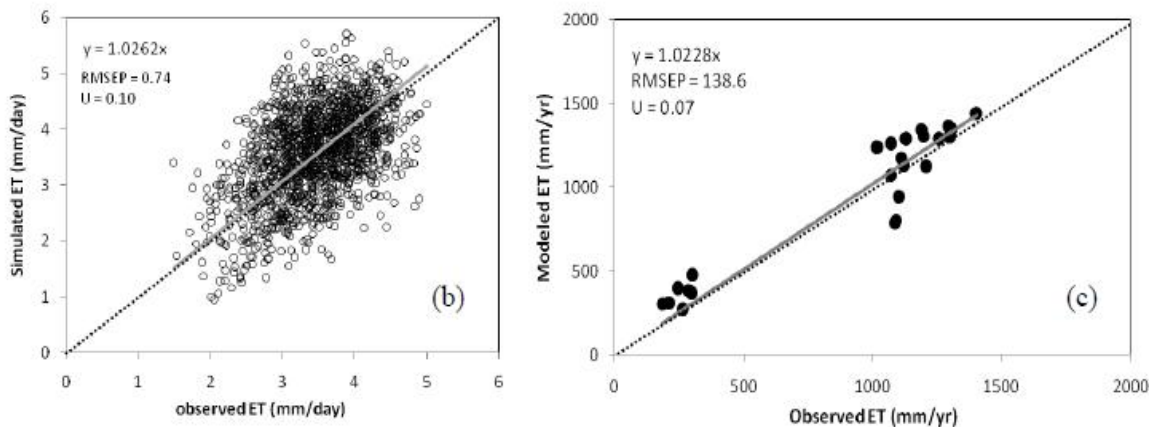 6
5
4
3
2
1
0
Simulated ET (mm/day)
y = 1.0262x
RMSEP = 0.74
U = 0.10
(b)
0 1 2 3 4 5 6
observed ET (mm/day)
2000
1500
1000
500
0
Modeled ET (mm/yr)
y = 1.0228x
RMSEP = 138.6
U = 0.07
(c)
0 500 1000 1500 2000
Observed ET (mm/yr)